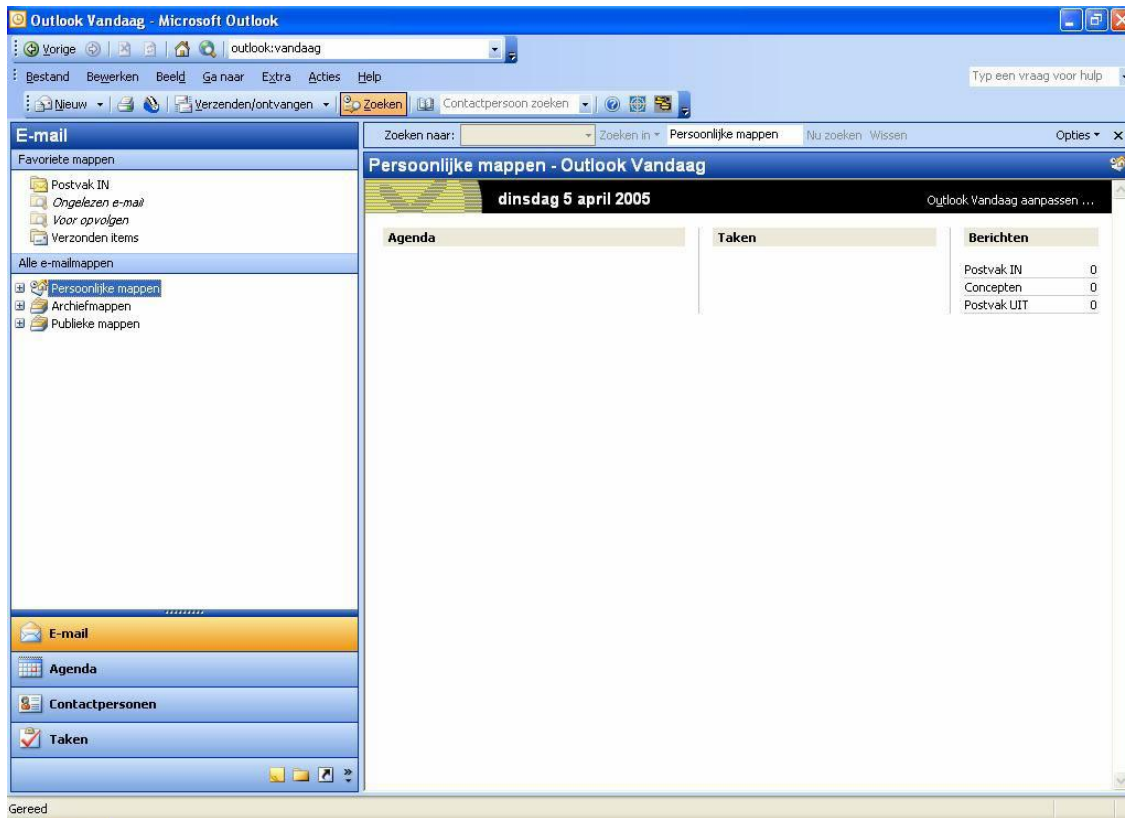 Outlook Vandaag - Microsoft Outlook
Vorige outlook:vandaag
Bestand Bewerken Beeld Ga naar Extra Acties Help Typ een vraag voor hulp
Nieuw Verzenden/ontvangen Zoeken Contactpersoon zoeken
E-mail
Zoeken naar: Zoeken in Persoonlijke mappen Nu zoeken Wissen Opties
Favoriete mappen
Postvak IN
Ongelezen e-mail
Voor opvolgen
Verzonden items
Alle e-mailmappen
Persoonlijke mappen
Archiefmappen
Publieke mappen
Persoonlijke mappen - Outlook Vandaag
dinsdag 5 april 2005 Outlook Vandaag aanpassen ...
Agenda Taken Berichten
Postvak IN 0
Concepten 0
Postvak UIT 0
E-mail
Agenda
Contactpersonen
Taken
Gereed